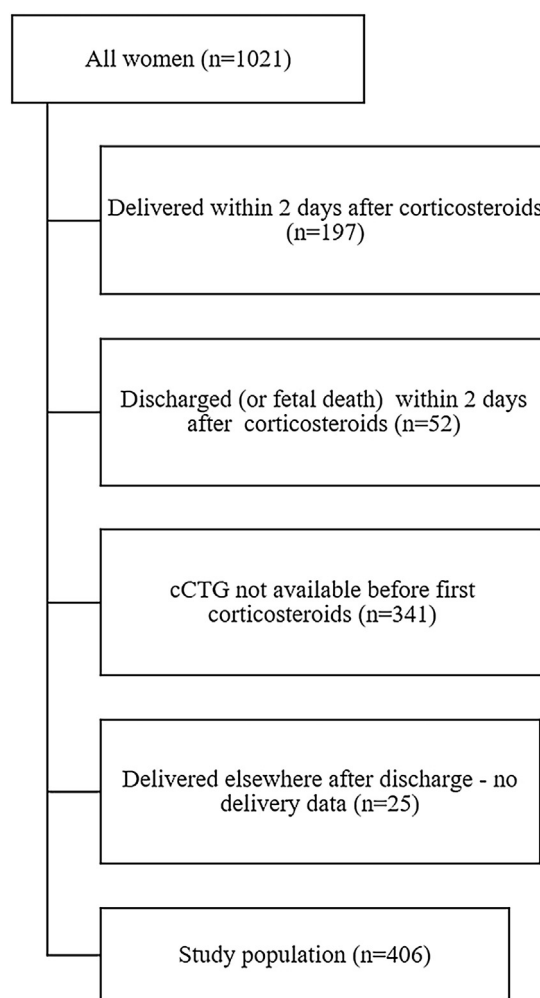 All women (n=1021)
Delivered within 2 days after corticosteroids
(n=197)
Discharged (or fetal death)  within 2 days
after  corticosteroids (n=52)
cCTG not available before first
corticosteroids (n=341)
Delivered elsewhere after discharge - no
delivery data (n=25)
Study population (n=406)